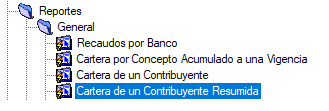 Reportes
General
Recaudos por Banco
Cartera por Concepto Acumulado a una Vigencia
Cartera de un Contribuyente
Cartera de un Contribuyente Resumida